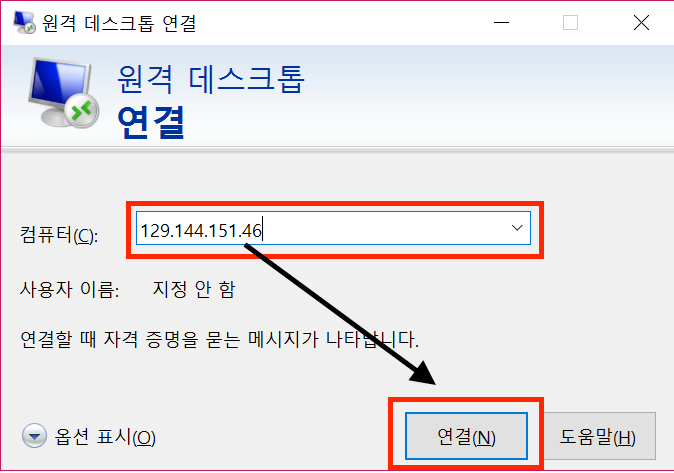 원격 데스크톱 연결
원격 데스크톱
연결
컴퓨터(C):
129.144.151.46
사용자 이름: 지정 안 함
연결할 때 자격 증명을 묻는 메시지가 나타납니다.
옵션 표시(O)
연결(N)
도움말(H)